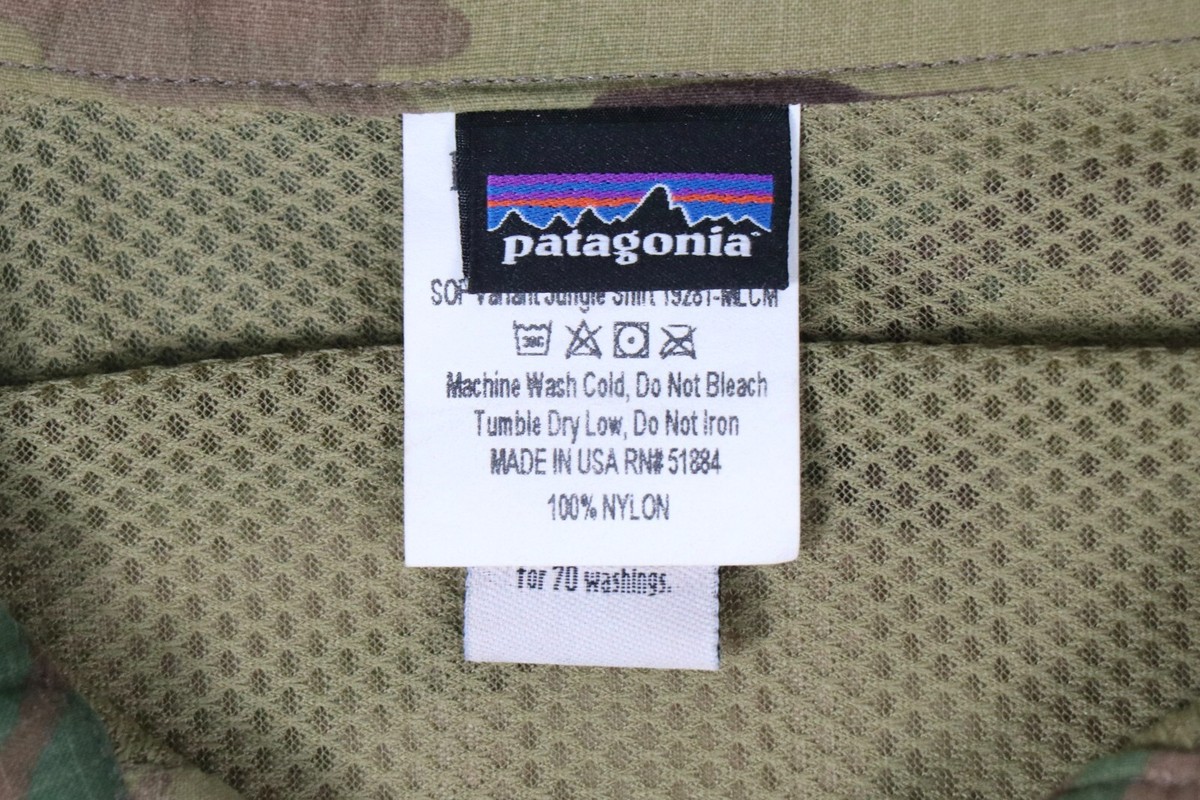 patagonia
SOF Variant Jungle Shirt 19281-MLCM
30C
Machine Wash Cold, Do Not Bleach
Tumble Dry Low, Do Not Iron
MADE IN USA RN# 51884
100% NYLON
for 70 washings.